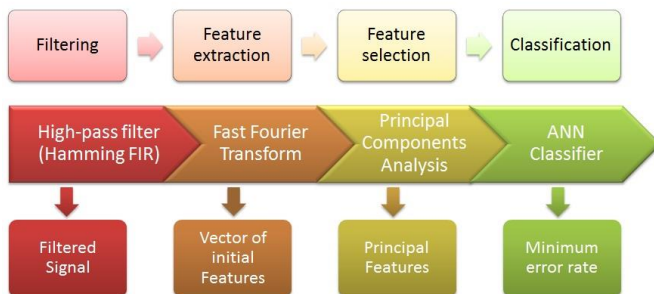 Filtering
Feature
extraction
Feature
selection
Classification
High-pass filter
(Hamming FIR)
Fast Fourier
Transform
Principal
Components
Analysis
ANN
Classifier
Filtered
Signal
Vector of
initial
Features
Principal
Features
Minimum
error rate